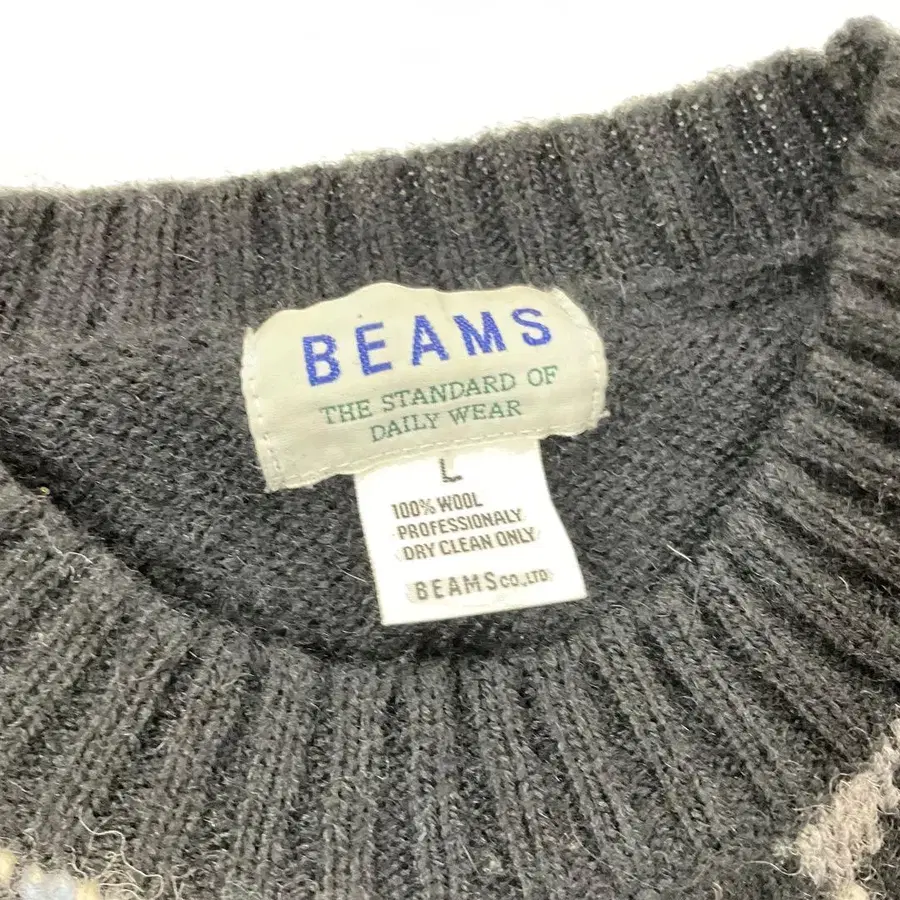 BEAMS
THE STANDARD OF
DAILY WEAR
L
100% WOOL
PROFESSIONALY
DRY CLEAN ONLY
BEAMS CO.,LTD